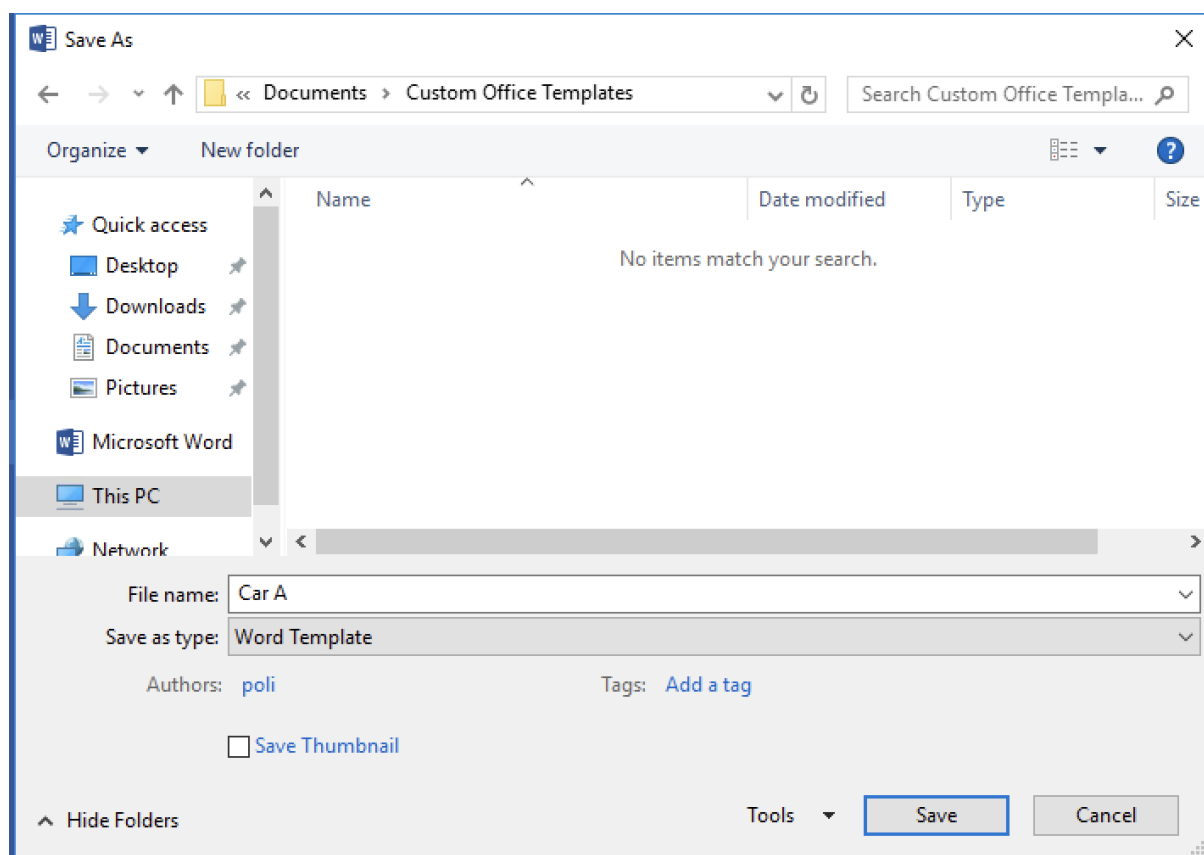 Save As
« Documents > Custom Office Templates
Search Custom Office Templa...
Organize
New folder
?
Name
Date modified
Type
Size
Quick access
No items match your search.
Desktop
Downloads
Documents
Pictures
Microsoft Word
This PC
Network
File name: Car A
Save as type: Word Template
Authors: poli
Tags: Add a tag
Save Thumbnail
Hide Folders
Tools
Save
Cancel